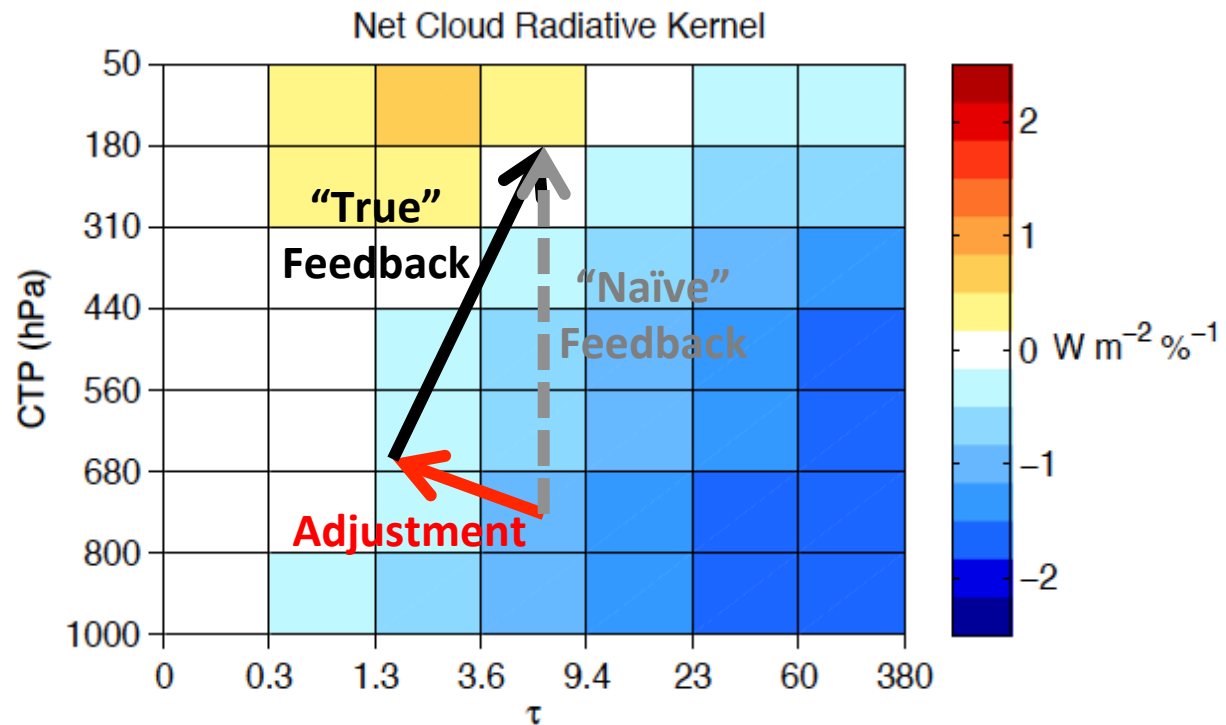 Net Cloud Radiative Kernel
50
180
310
440
560
680
800
1000
CTP (hPa)
“True”
Feedback
“Naïve”
Feedback
Adjustment
0 0.3 1.3 3.6 9.4 23 60 380
τ
2
1
0
−1
−2
W m⁻² %⁻¹